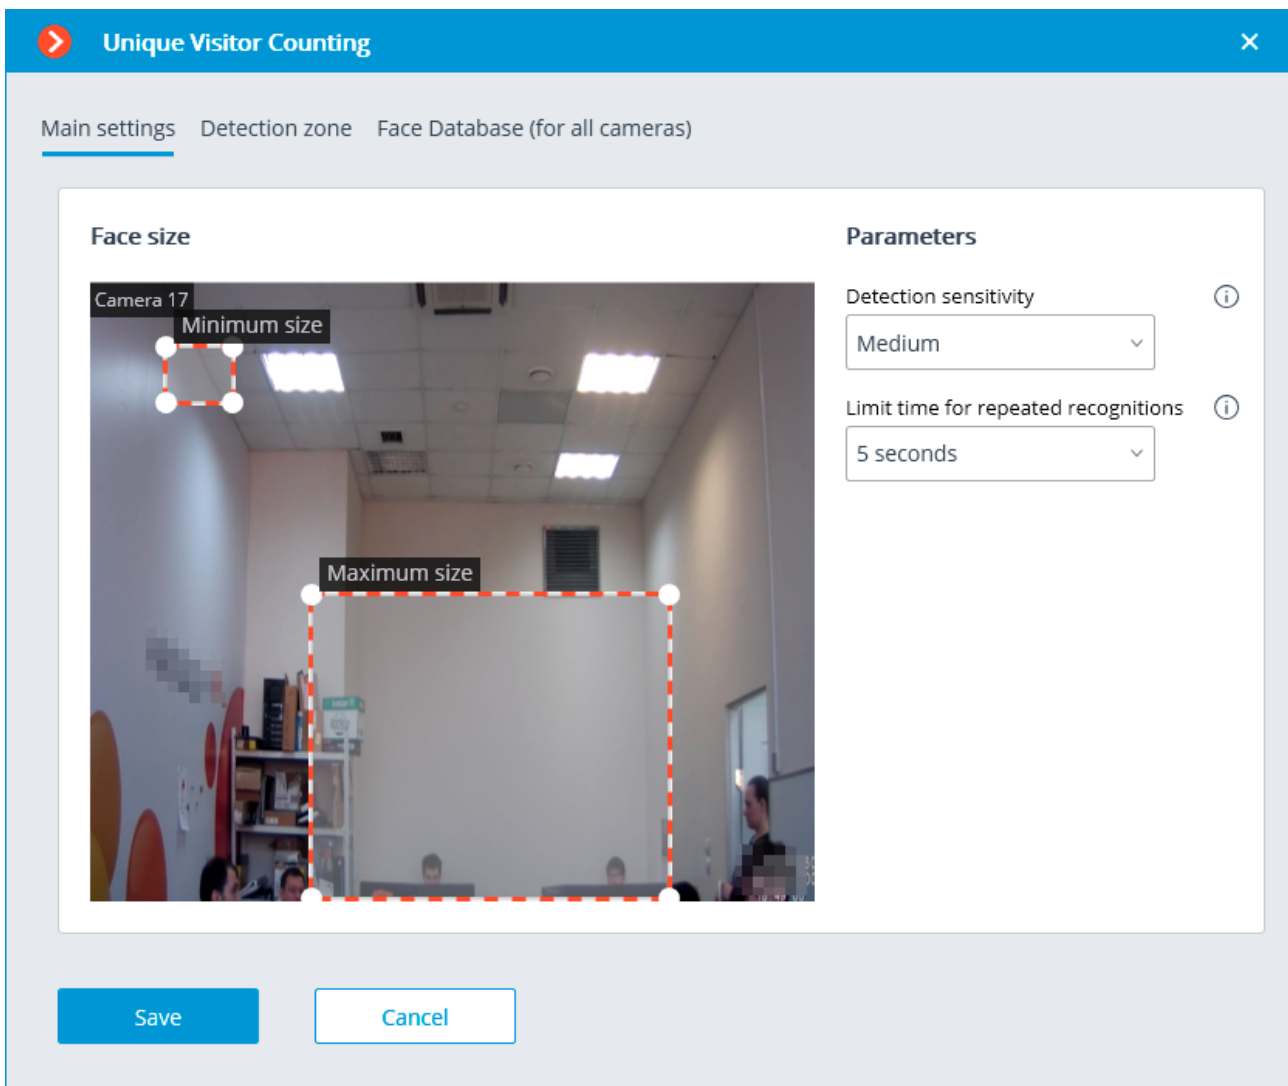 Unique Visitor Counting
Main settings Detection zone Face Database (for all cameras)
Face size
Camera 17
Minimum size
Maximum size
Parameters
Detection sensitivity
Medium
Limit time for repeated recognitions
5 seconds
Save Cancel